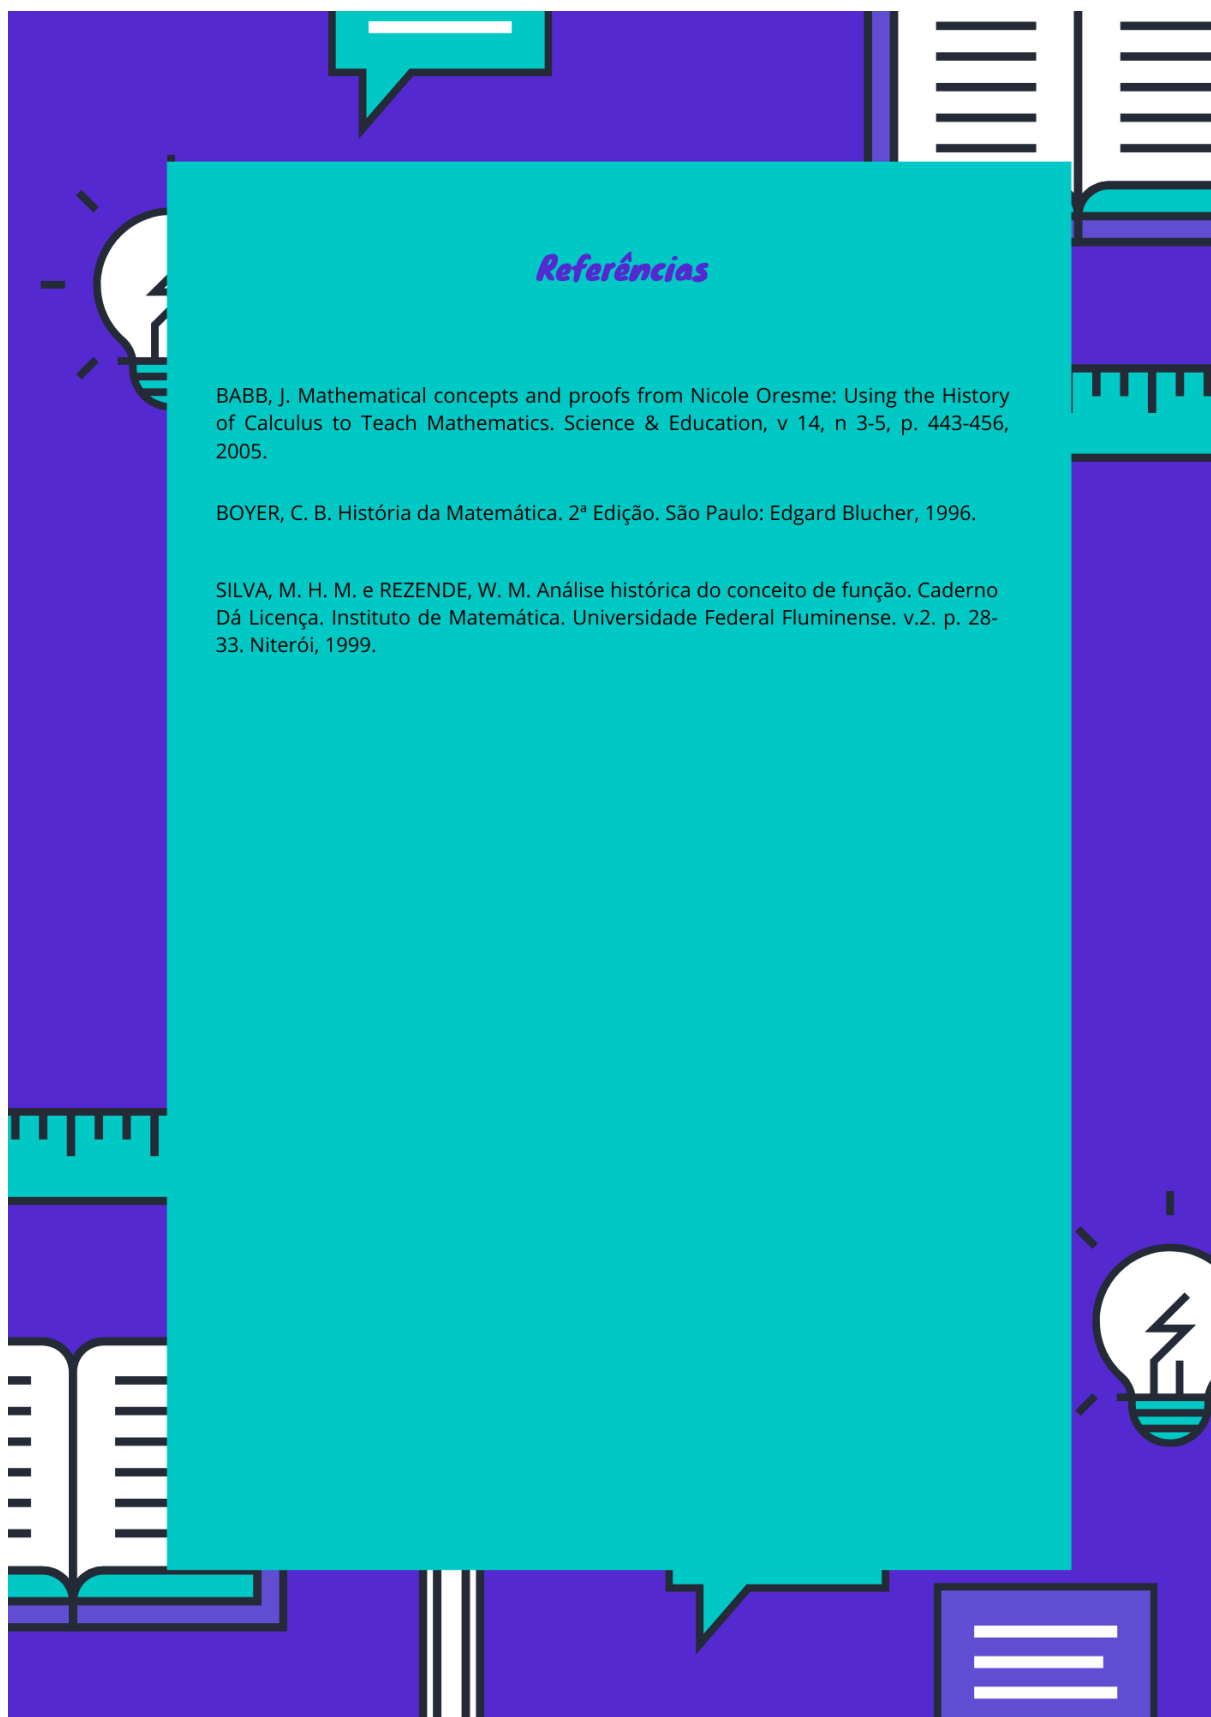 Referências
BABB, J. Mathematical concepts and proofs from Nicole Oresme: Using the History
of Calculus to Teach Mathematics. Science & Education, v 14, n 3-5, p. 443-456,
2005.
BOYER, C. B. História da Matemática. 2ª Edição. São Paulo: Edgard Blucher, 1996.
SILVA, M. H. M. e REZENDE, W. M. Análise histórica do conceito de função. Caderno
Dá Licença. Instituto de Matemática. Universidade Federal Fluminense. v.2. p. 28-
33. Niterói, 1999.